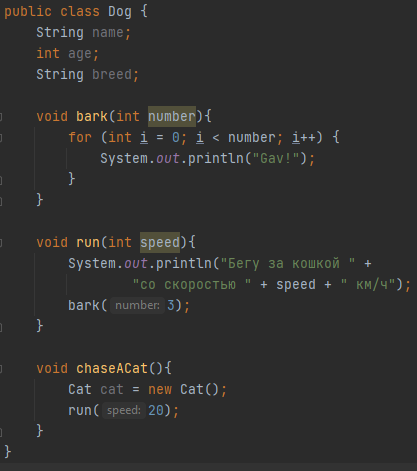 public class Dog {
String name;
int age;
String breed;
void bark(int number){
for (int i = 0; i < number; i++) {
System.out.println("Gav!");
}
}
void run(int speed){
System.out.println("Бегу за кошкой " +
"со скоростью " + speed + " км/ч");
bark( number: 3);
}
void chaseACat(){
Cat cat = new Cat();
run( speed: 20);
}
}